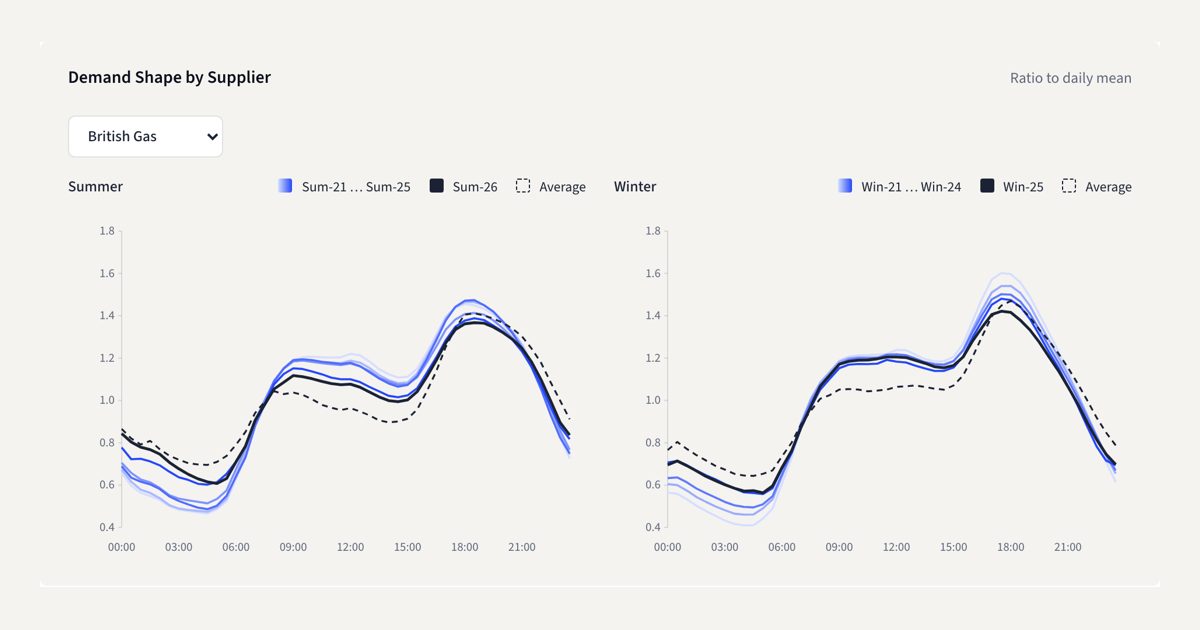 Demand Shape by Supplier
Ratio to daily mean
British Gas
Summer
Sum-21 … Sum-25
Sum-26
Average
Winter
Win-21 … Win-24
Win-25
Average
1.8
1.6
1.4
1.2
1.0
0.8
0.6
0.4
00:00 03:00 06:00 09:00 12:00 15:00 18:00 21:00
1.8
1.6
1.4
1.2
1.0
0.8
0.6
0.4
00:00 03:00 06:00 09:00 12:00 15:00 18:00 21:00